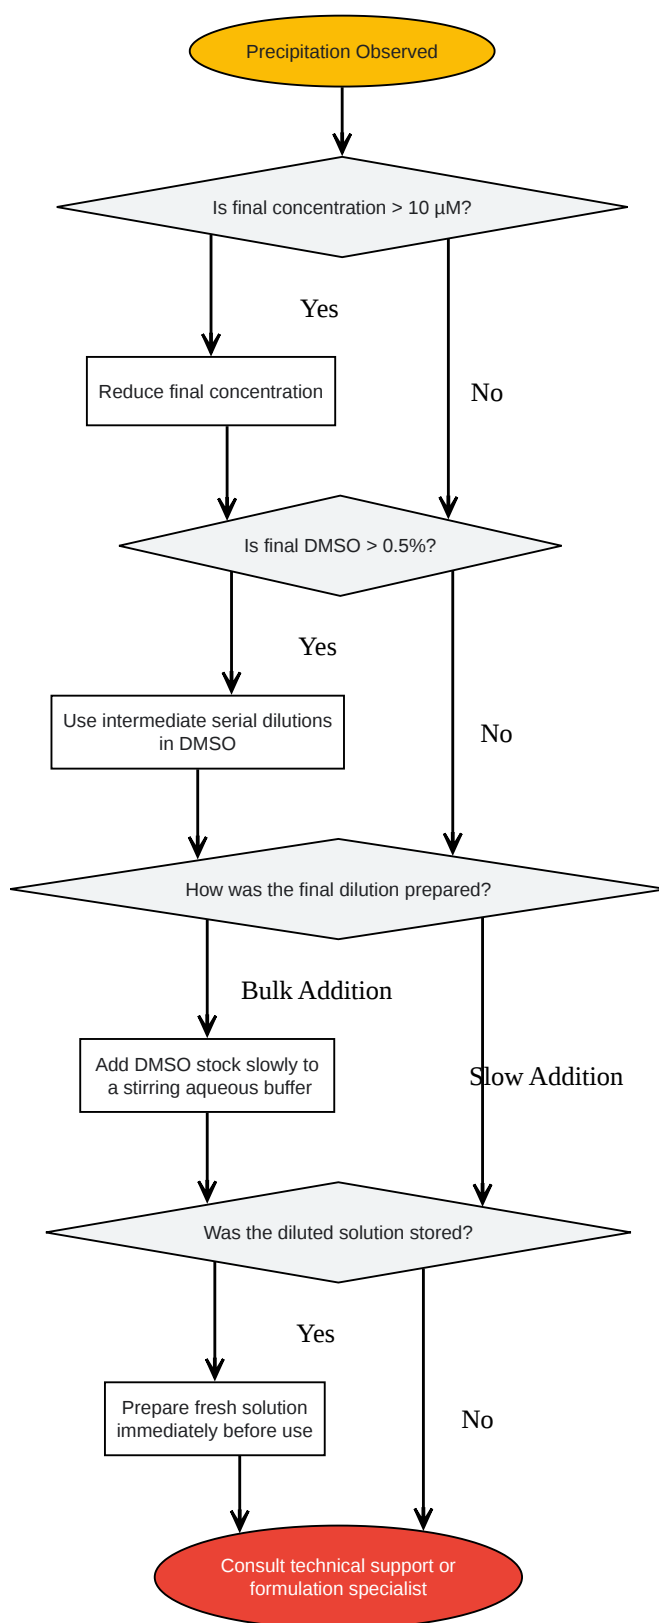 Precipitation Observed
Is final concentration > 10 µM?
Yes
Reduce final concentration
No
Is final DMSO > 0.5%?
Yes
Use intermediate serial dilutions
in DMSO
No
How was the final dilution prepared?
Bulk Addition
Add DMSO stock slowly to
a stirring aqueous buffer
Slow Addition
Was the diluted solution stored?
Yes
Prepare fresh solution
immediately before use
No
Consult technical support or
formulation specialist